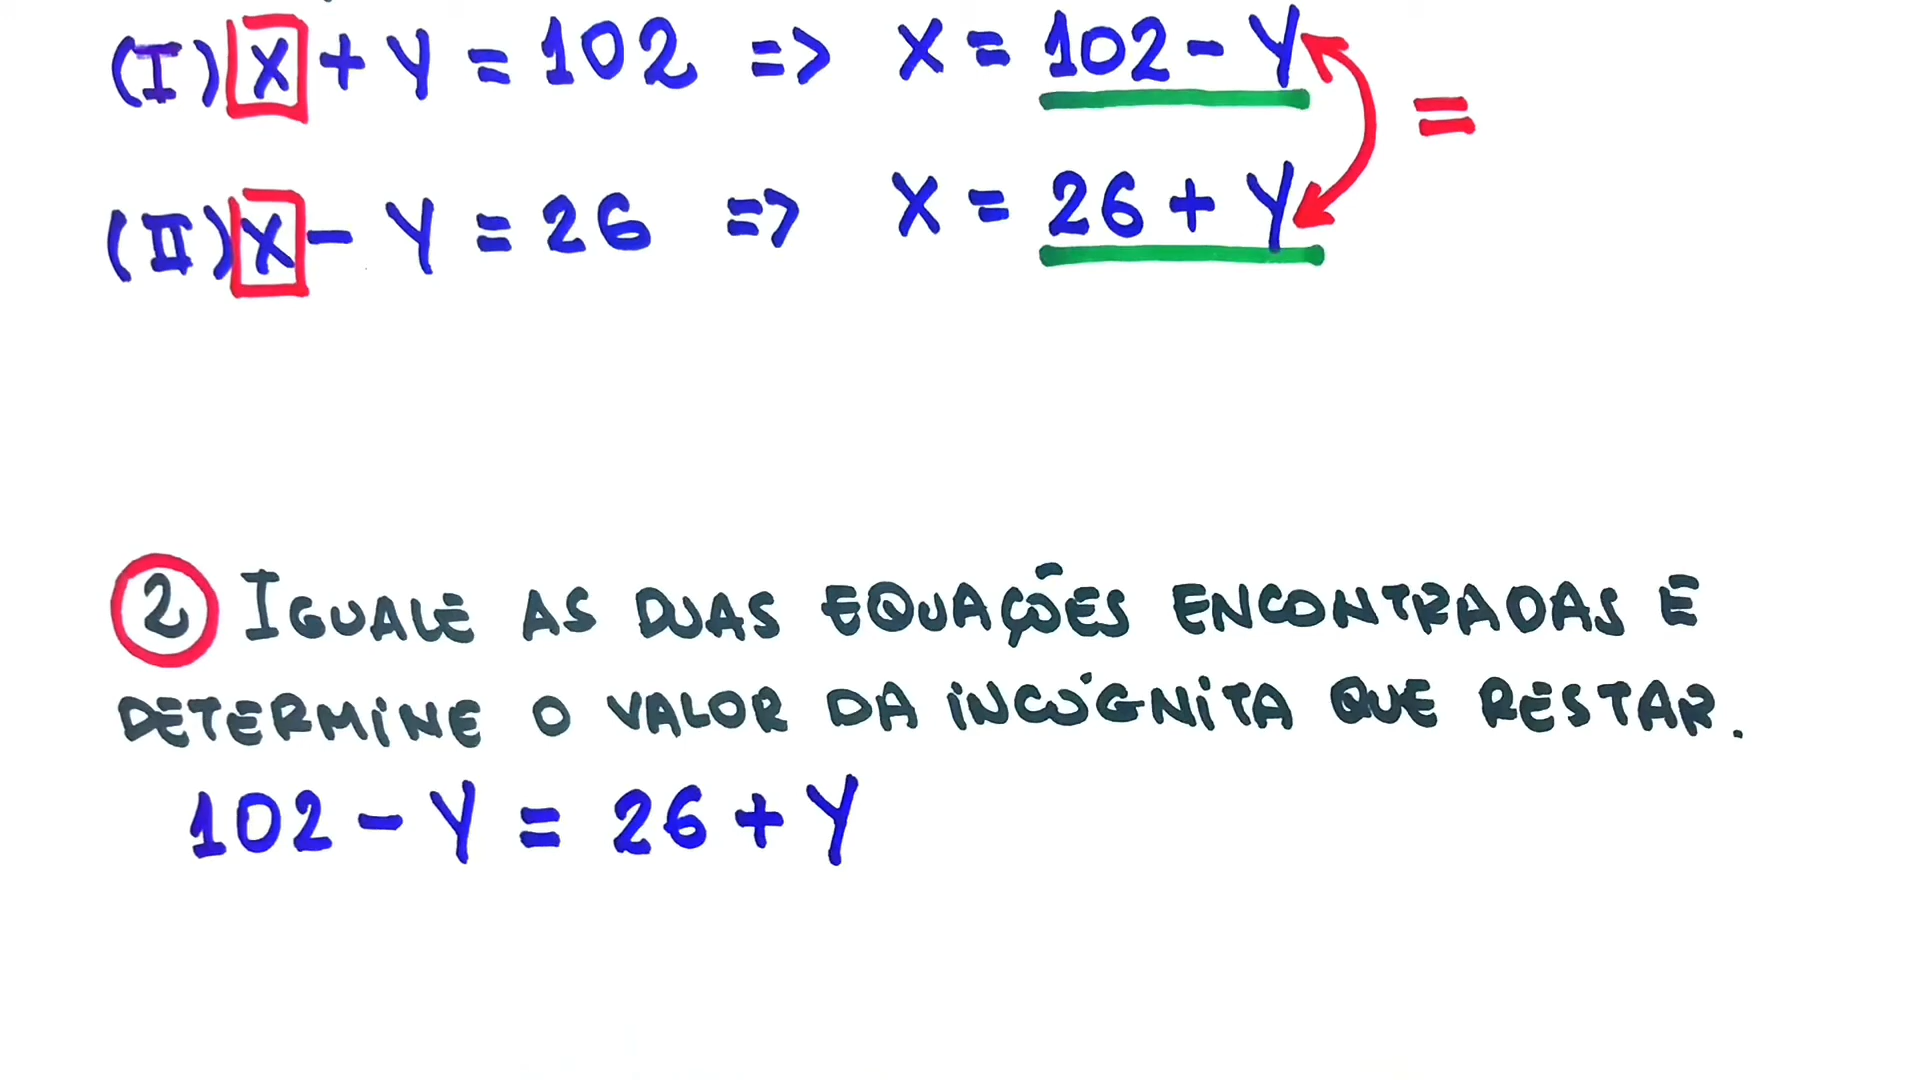 (I) X + Y = 102 => X = 102 - Y
=
(II) X - Y = 26 => X = 26 + Y
2 IGUALE AS DUAS EQUAÇÕES ENCONTRADAS E
DETERMINE O VALOR DA INCÓGNITA QUE RESTAR.
102 - Y = 26 + Y